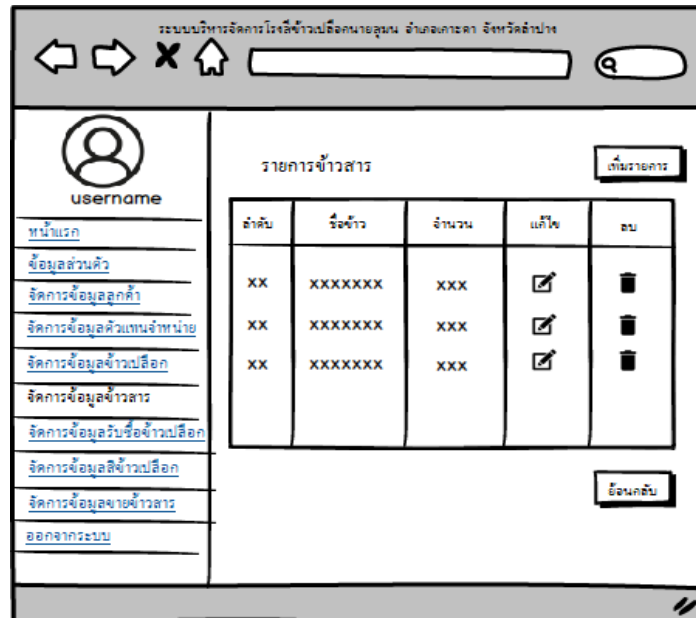 ระบบบริหารจัดการโรงสีข้าวเปลือกนายลุมน อำเภอเกาะคา จังหวัดลำปาง
username
หน้าแรก
ข้อมูลส่วนตัว
จัดการข้อมูลลูกค้า
จัดการข้อมูลตัวแทนจำหน่าย
จัดการข้อมูลข้าวเปลือก
จัดการข้อมูลข้าวสาร
จัดการข้อมูลรับซื้อข้าวเปลือก
จัดการข้อมูลสีข้าวเปลือก
จัดการข้อมูลขายข้าวสาร
ออกจากระบบ
รายการข้าวสาร
เพิ่มรายการ
ลำดับ ชื่อข้าว จำนวน แก้ไข ลบ
xx xxxxxxx xxx
xx xxxxxxx xxx
xx xxxxxxx xxx
ย้อนกลับ